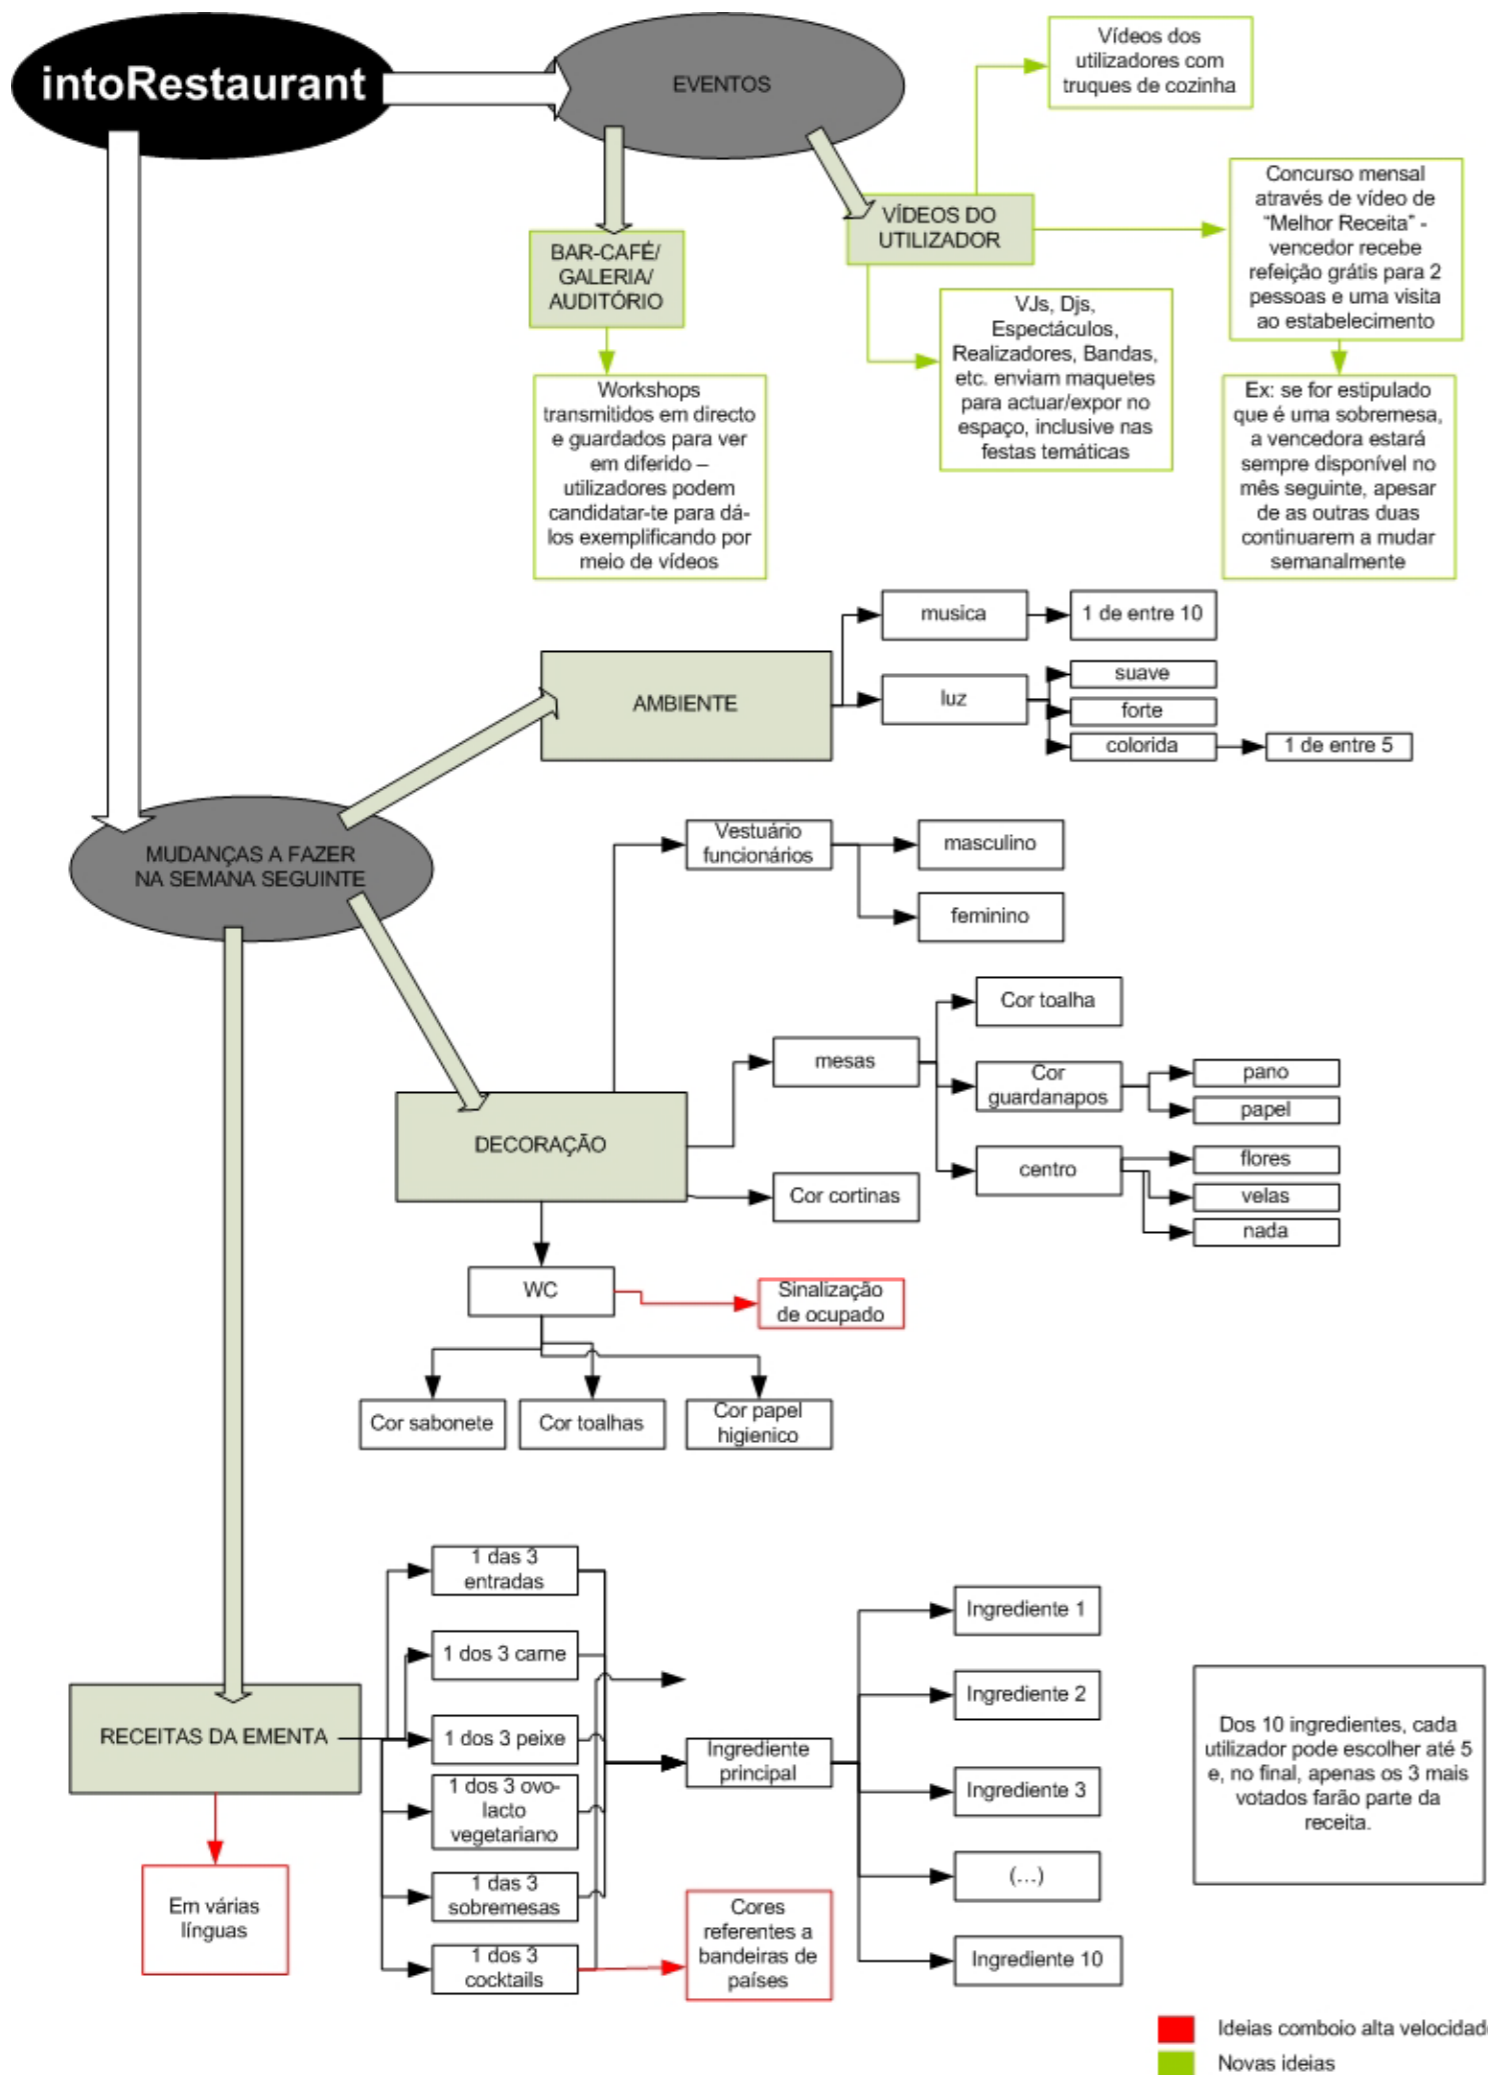 intoRestaurant
EVENTOS
Vídeos dos
utilizadores com
truques de cozinha
Concurso mensal
através de vídeo de
“Melhor Receita” -
vencedor recebe
refeição grátis para 2
pessoas e uma visita
ao estabelecimento
VÍDEOS DO
UTILIZADOR
BAR-CAFÉ/
GALERIA/
AUDITÓRIO
VJs, Djs,
Espectáculos,
Realizadores, Bandas,
etc. enviam maquetes
para actuar/expor no
espaço, inclusive nas
festas temáticas
Workshops
transmitidos em directo
e guardados para ver
em diferido –
utilizadores podem
candidatar-te para dá-
los exemplificando por
meio de vídeos
Ex: se for estipulado
que é uma sobremesa,
a vencedora estará
sempre disponível no
mês seguinte, apesar
de as outras duas
continuarem a mudar
semanalmente
musica
1 de entre 10
AMBIENTE
luz
suave
forte
colorida
1 de entre 5
MUDANÇAS A FAZER
NA SEMANA SEGUINTE
Vestuário
funcionários
masculino
feminino
Cor toalha
mesas
Cor
guardanapos
pano
papel
DECORAÇÃO
centro
flores
velas
nada
Cor cortinas
WC
Sinalização
de ocupado
Cor sabonete
Cor toalhas
Cor papel
higienico
1 das 3
entradas
1 dos 3 carne
RECEITAS DA EMENTA
1 dos 3 peixe
1 dos 3 ovo-
lacto
vegetariano
1 das 3
sobremesas
1 dos 3
cocktails
Ingrediente
principal
Ingrediente 1
Ingrediente 2
Ingrediente 3
(...)
Ingrediente 10
Dos 10 ingredientes, cada
utilizador pode escolher até 5
e, no final, apenas os 3 mais
votados farão parte da
receita.
Em várias
línguas
Cores
referentes a
bandeiras de
países
Ideias comboio alta velocidad
Novas ideias